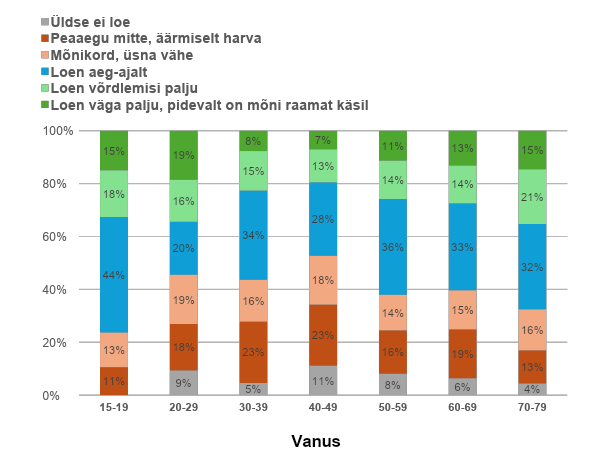 Üldse ei loe
Peaaegu mitte, äärmiselt harva
Mõnikord, üsna vähe
Loen aeg-ajalt
Loen võrdlemisi palju
Loen väga palju, pidevalt on mõni raamat käsil
100%
80%
60%
40%
20%
0%
15% 19% 8% 7% 11% 13% 15%
18% 16% 15% 13% 14% 14% 21%
44% 20% 34% 28% 36% 33% 32%
13% 19% 16% 18% 14% 15% 16%
11% 18% 23% 23% 16% 19% 13%
9% 5% 11% 8% 6% 4%
15-19 20-29 30-39 40-49 50-59 60-69 70-79
Vanus